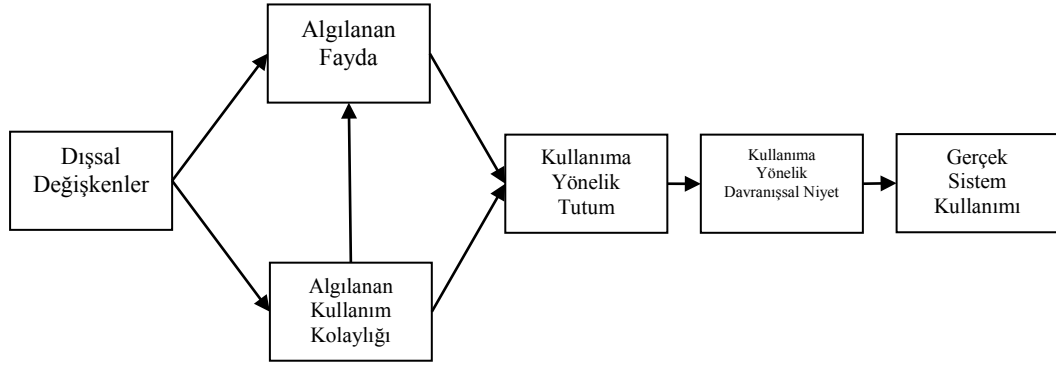 Algılanan
Fayda
Dışsal
Değişkenler
Kullanıma
Yönelik
Tutum
Kullanıma
Yönelik
Davranışsal Niyet
Gerçek
Sistem
Kullanımı
Algılanan
Kullanım
Kolaylığı